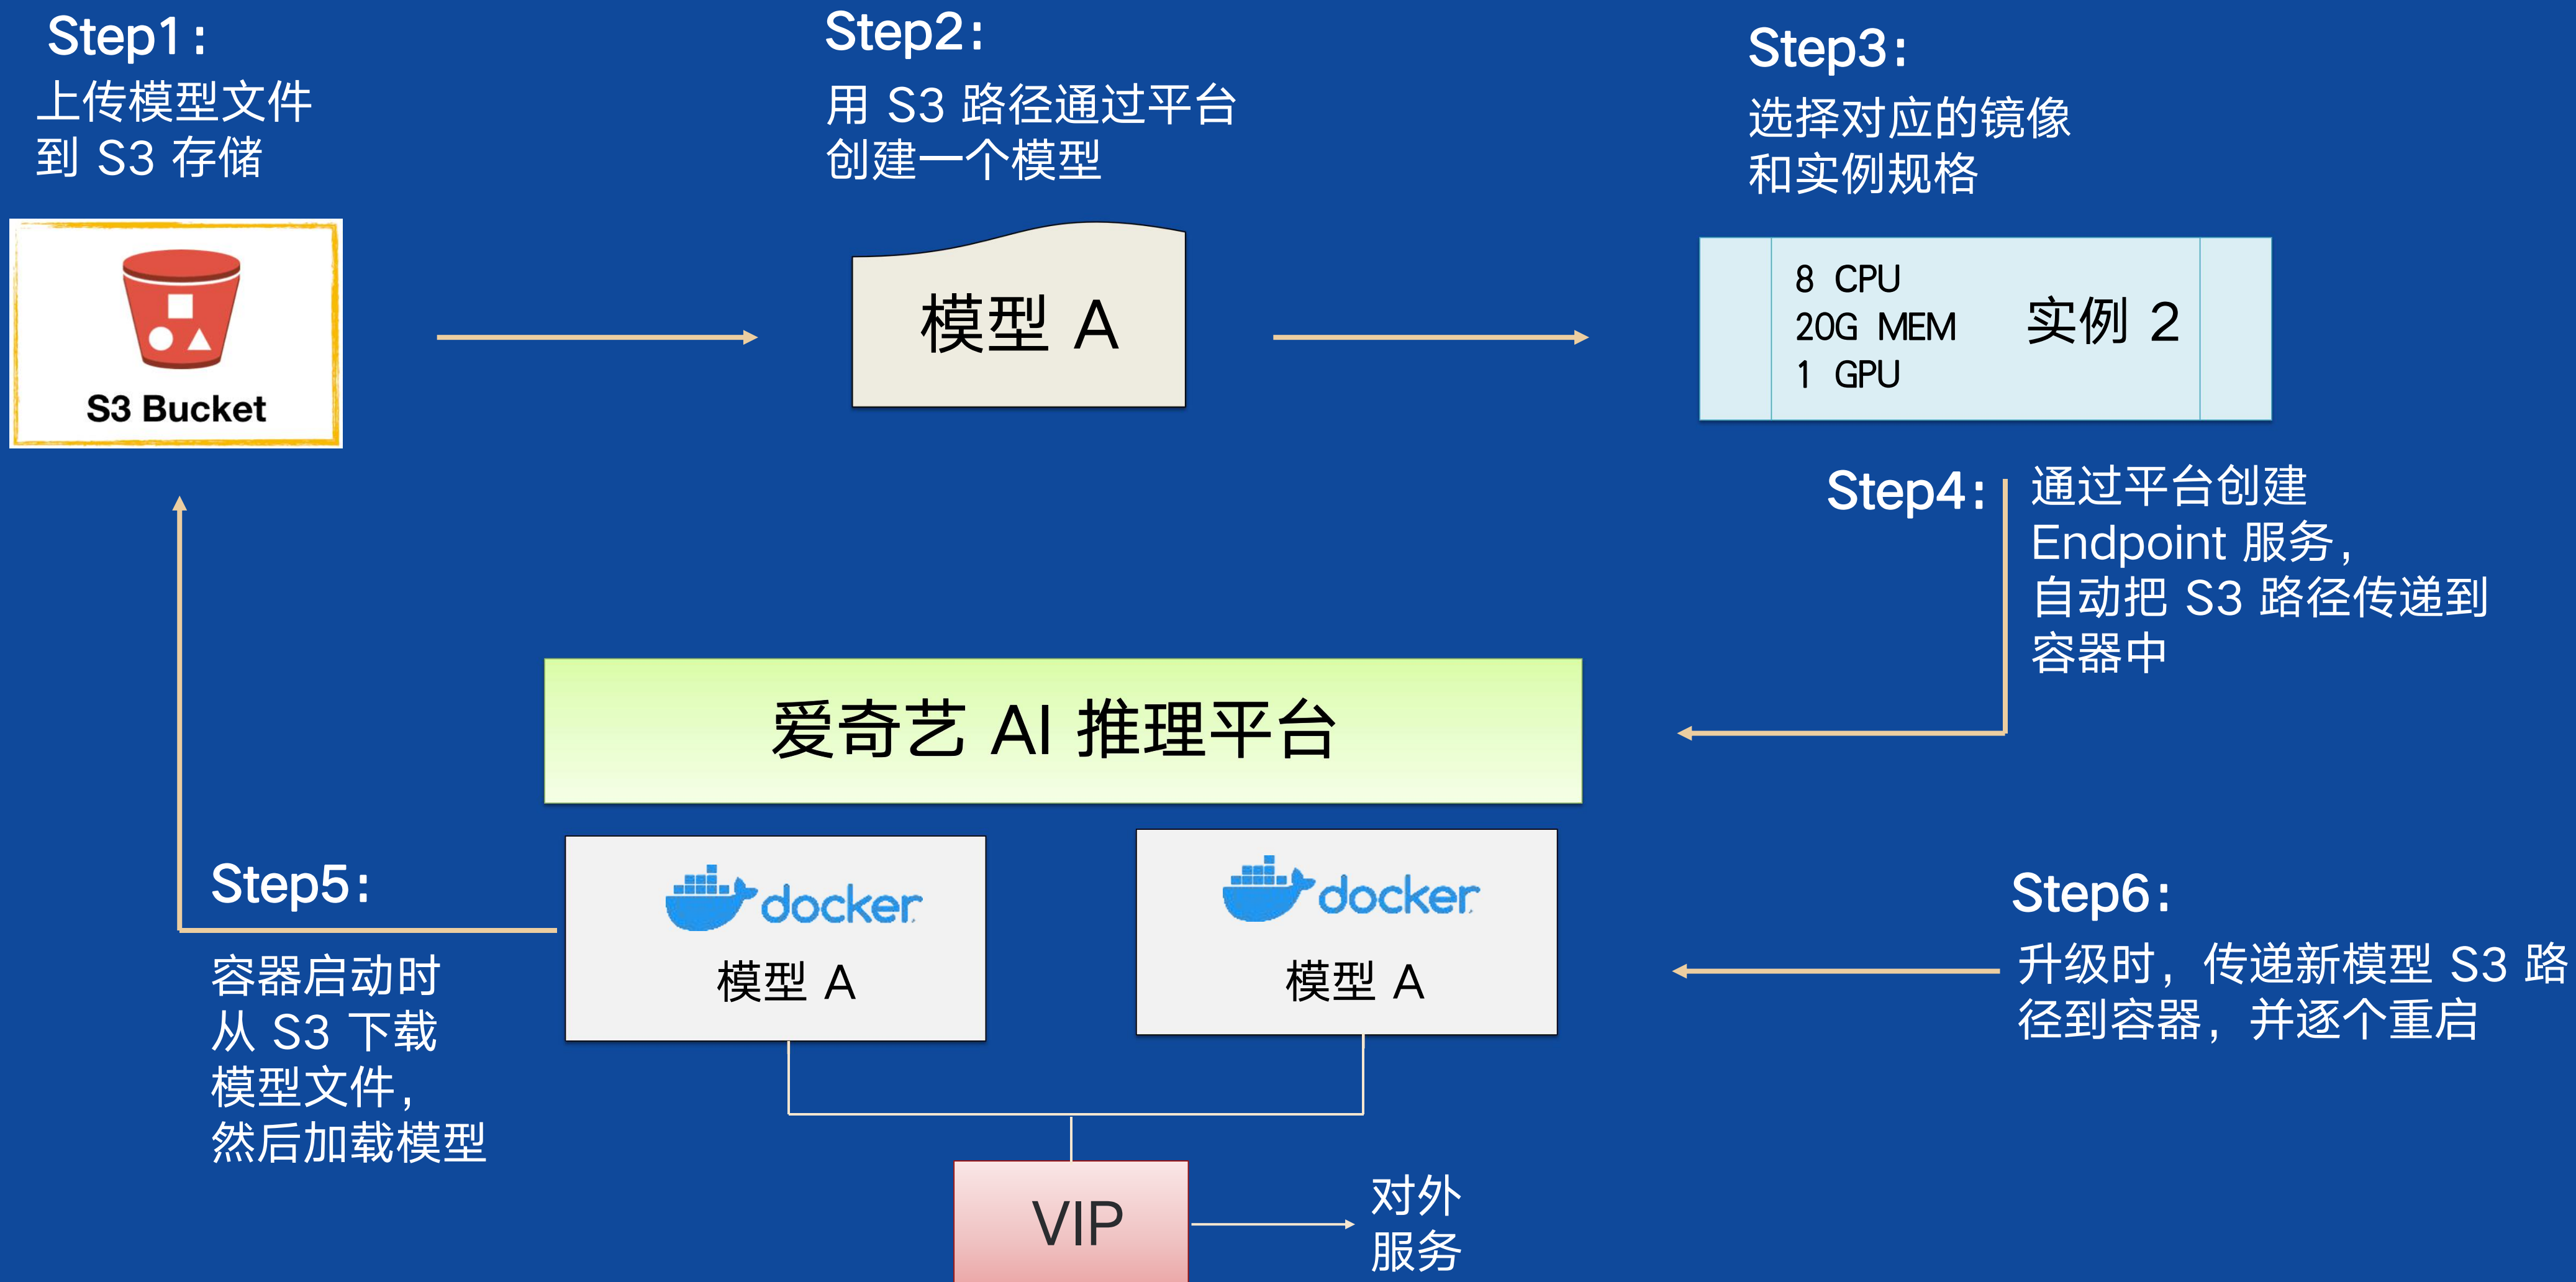 Step1：
上传模型文件
到 S3 存储
S3 Bucket
Step2：
用 S3 路径通过平台
创建一个模型
模型 A
Step3：
选择对应的镜像
和实例规格
8 CPU
20G MEM
1 GPU
实例 2
Step4：
通过平台创建
Endpoint 服务，
自动把 S3 路径传递到
容器中
爱奇艺 AI 推理平台
docker
模型 A
docker
模型 A
Step5：
容器启动时
从 S3 下载
模型文件，
然后加载模型
Step6：
升级时，传递新模型 S3 路
径到容器，并逐个重启
VIP
对外
服务